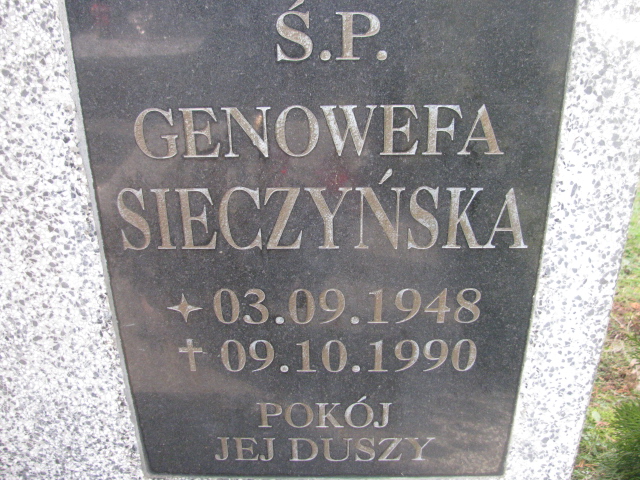 Ś.P.
GENOWEFA
SIECZYŃSKA
✦ 03.09.1948
✝ 09.10.1990
POKÓJ
JEJ DUSZY